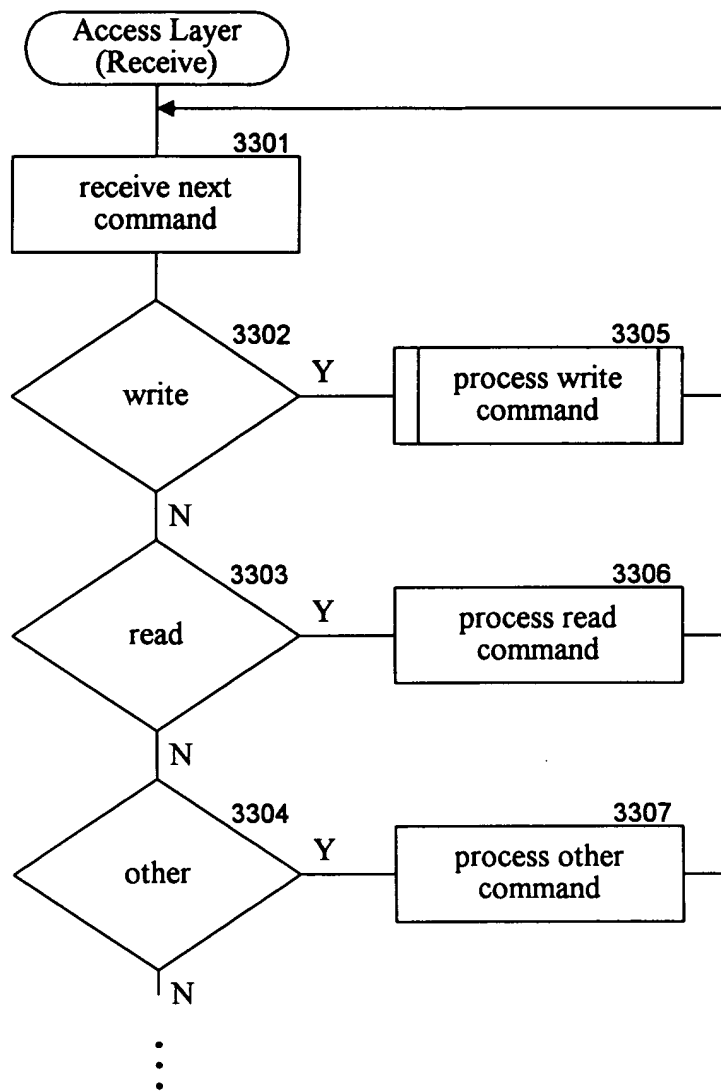 Access Layer
(Receive)
3301
receive next
command
3302
write
Y
3305
process write
command
N
3303
read
Y
3306
process read
command
N
3304
other
Y
3307
process other
command
N